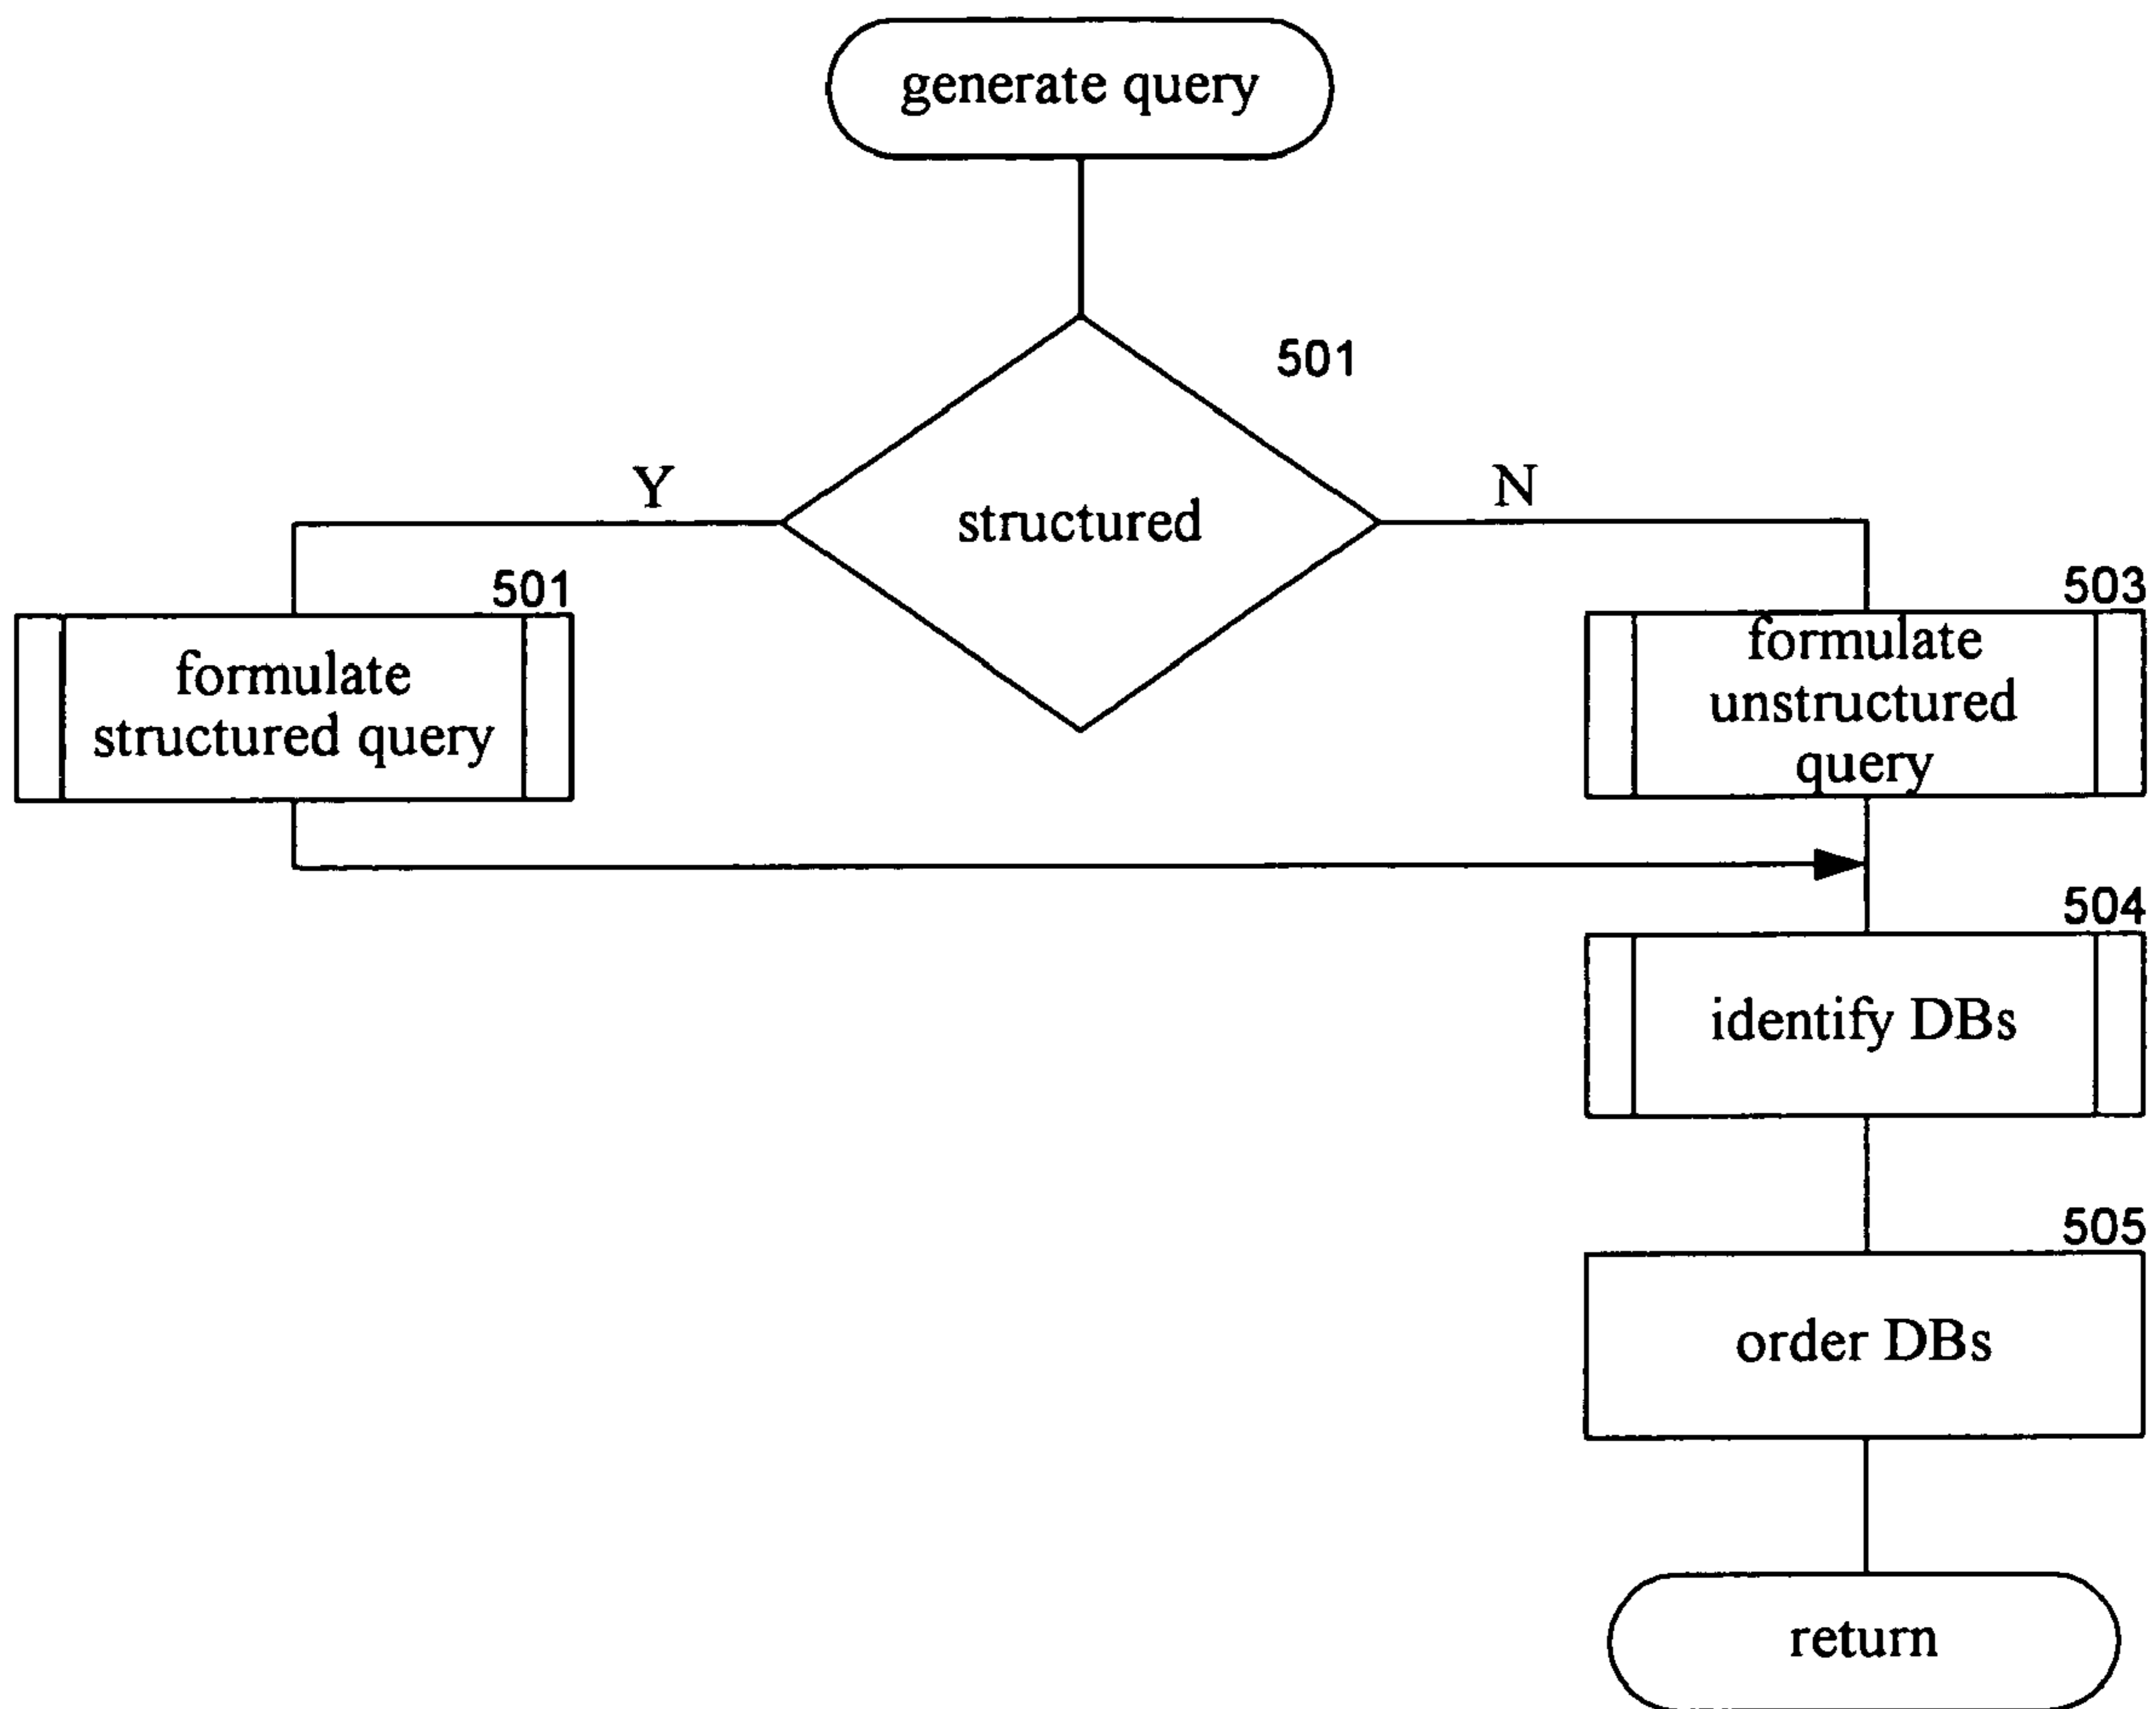 generate query
501
structured
Y
N
501
formulate
structured query
503
formulate
unstructured
query
504
identify DBs
505
order DBs
return